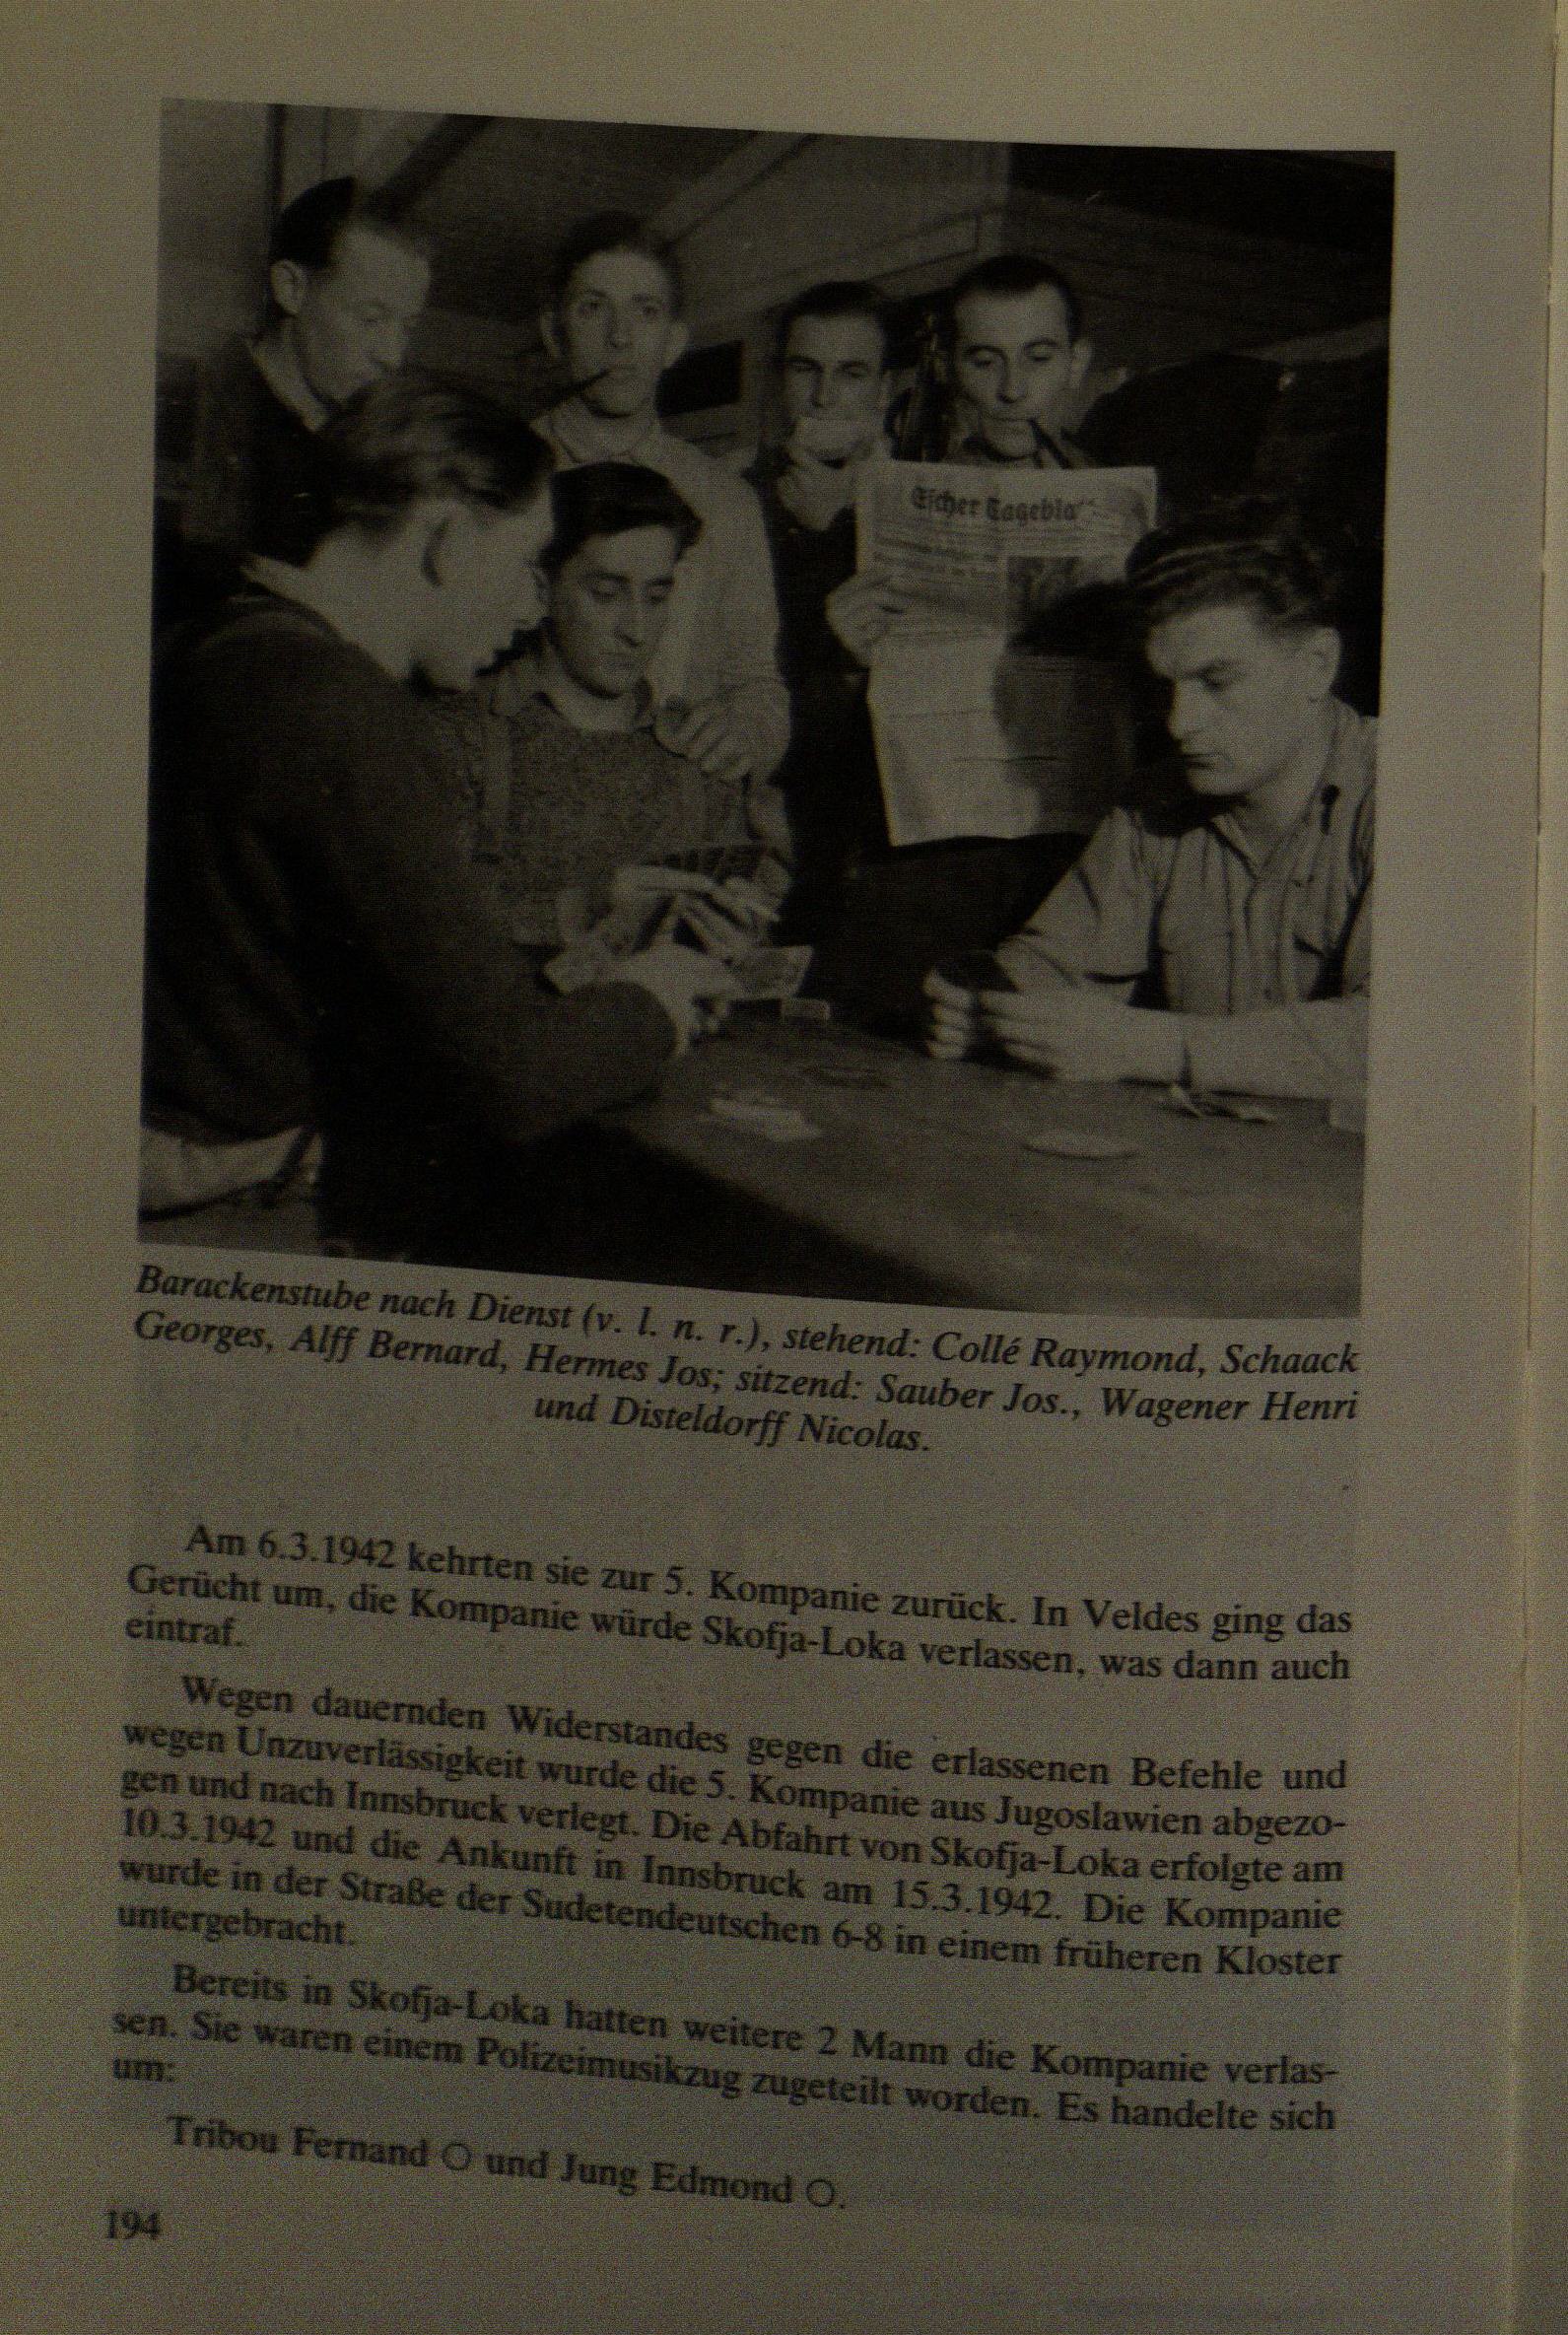 Escher Tagebla
Barackenstube nach Dienst (v. l. n. r.), stehend: Collé Raymond, Schaack
Georges, Alff Bernard, Hermes Jos; sitzend: Sauber Jos., Wagener Henri
und Disteldorff Nicolas.
Am 6.3.1942 kehrten sie zur 5. Kompanie zurück. In Veldes ging das
Gerücht um, die Kompanie würde Skofja-Loka verlassen, was dann auch
eintraf.
Wegen dauernden Widerstandes gegen die erlassenen Befehle und
wegen Unzuverlässigkeit wurde die 5. Kompanie aus Jugoslawien abgezo-
gen und nach Innsbruck verlegt. Die Abfahrt von Skofja-Loka erfolgte am
10.3.1942 und die Ankunft in Innsbruck am 15.3.1942. Die Kompanie
wurde in der Straße der Sudetendeutschen 6-8 in einem früheren Kloster
untergebracht.
Bereits in Skofja-Loka hatten weitere 2 Mann die Kompanie verlas-
sen. Sie waren einem Polizeimusikzug zugeteilt worden. Es handelte sich
um:
Tribou Fernand O und Jung Edmond O.
194